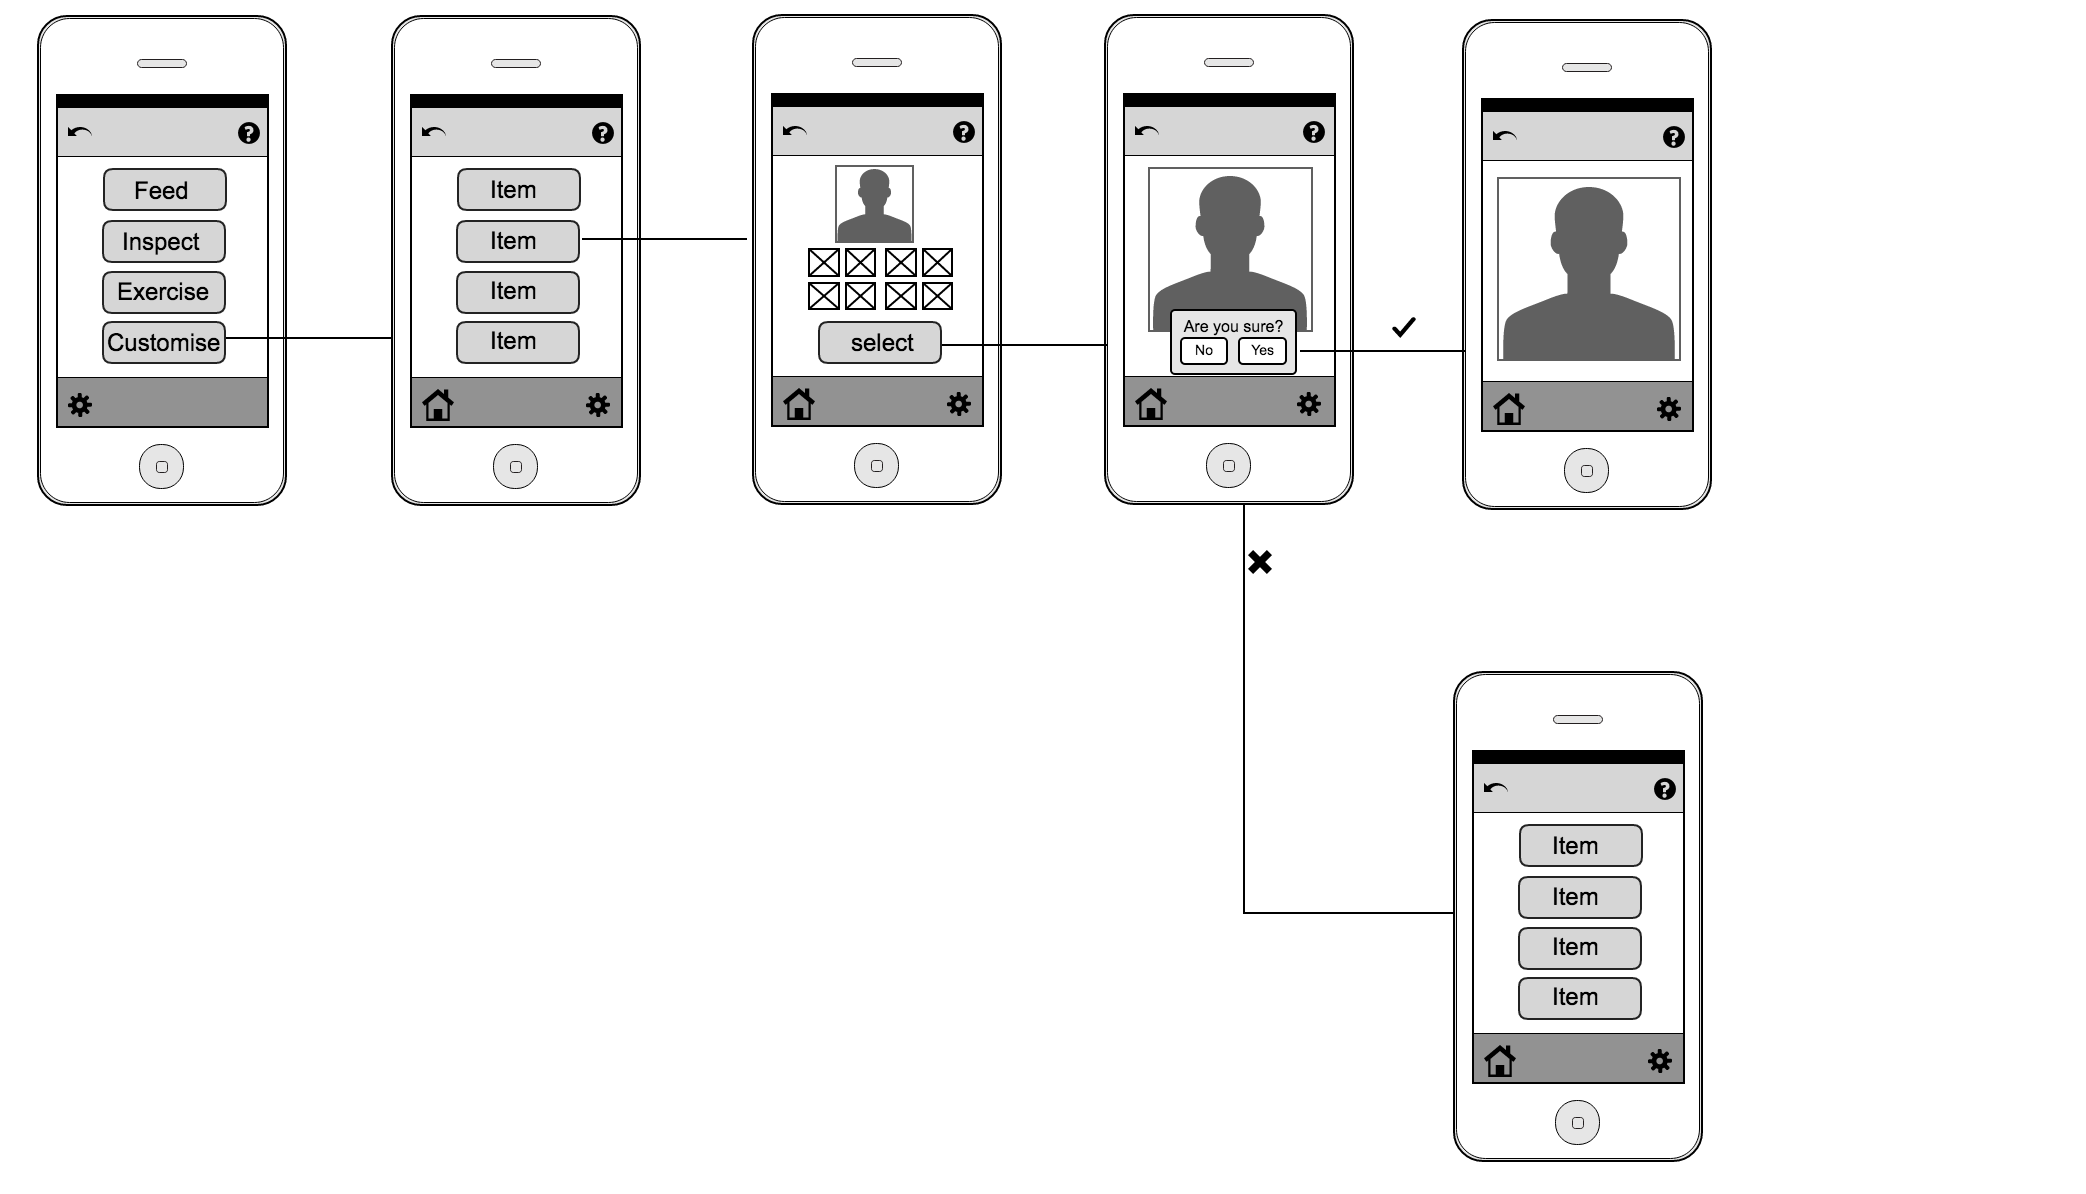 ?
Feed
Inspect
Exercise
Customise
?
Item
Item
Item
Item
?
select
?
Are you sure?
No Yes
?
?
Item
Item
Item
Item